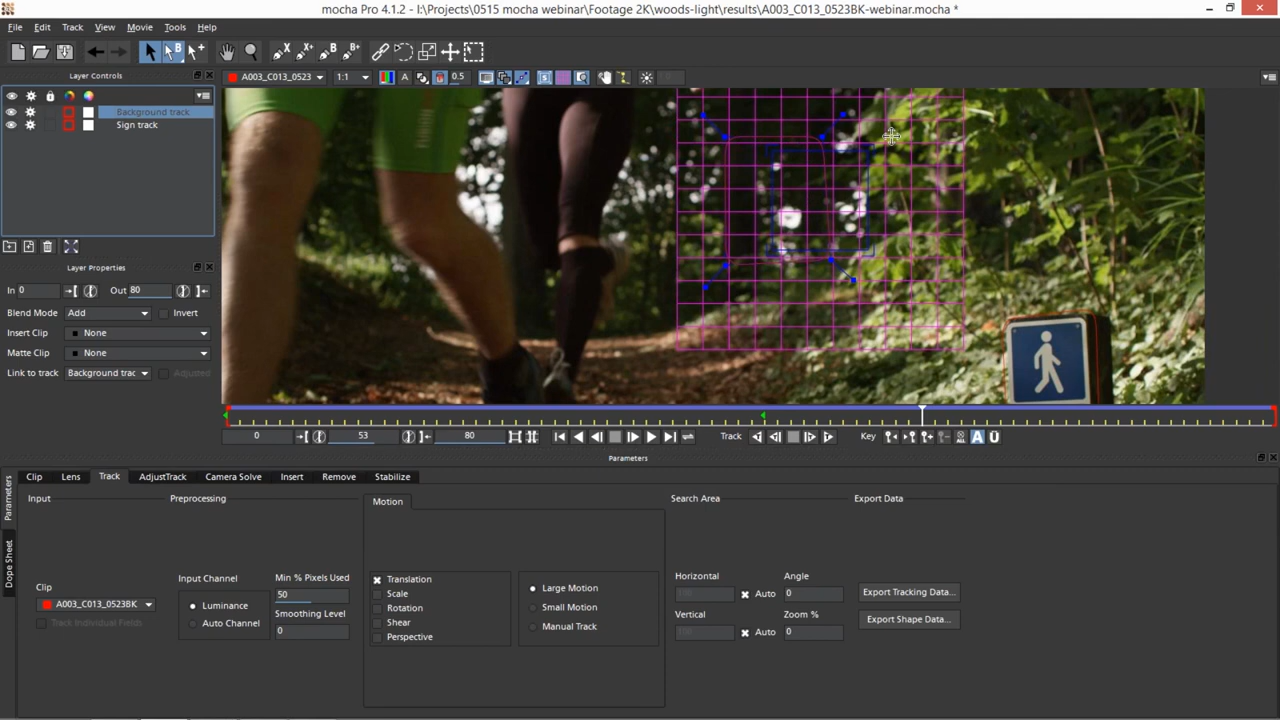 mocha Pro 4.1.2 - I:\Projects\0515 mocha webinar\Footage 2K\woods-light\results\A003_C013_0523BK-webinar.mocha *
File Edit Track View Movie Tools Help
Layer Controls
A003_C013_0523 1:1 A 0.5
Background track
Sign track
Layer Properties
In 0 Out 80
Blend Mode Add Invert
Insert Clip None
Matte Clip None
Link to track Background trac Adjusted
0 53 80 Track Key A
Parameters
Parameters
Dope Sheet
Clip Lens Track AdjustTrack Camera Solve Insert Remove Stabilize
Input Preprocessing Motion Search Area Export Data
Clip
A003_C013_0523BK
Track Individual Fields
Input Channel
Luminance
Auto Channel
Min % Pixels Used
50
Smoothing Level
0
Translation
Scale
Rotation
Shear
Perspective
Large Motion
Small Motion
Manual Track
Horizontal Angle
Auto 0
Vertical Zoom %
Auto 0
Export Tracking Data...
Export Shape Data...